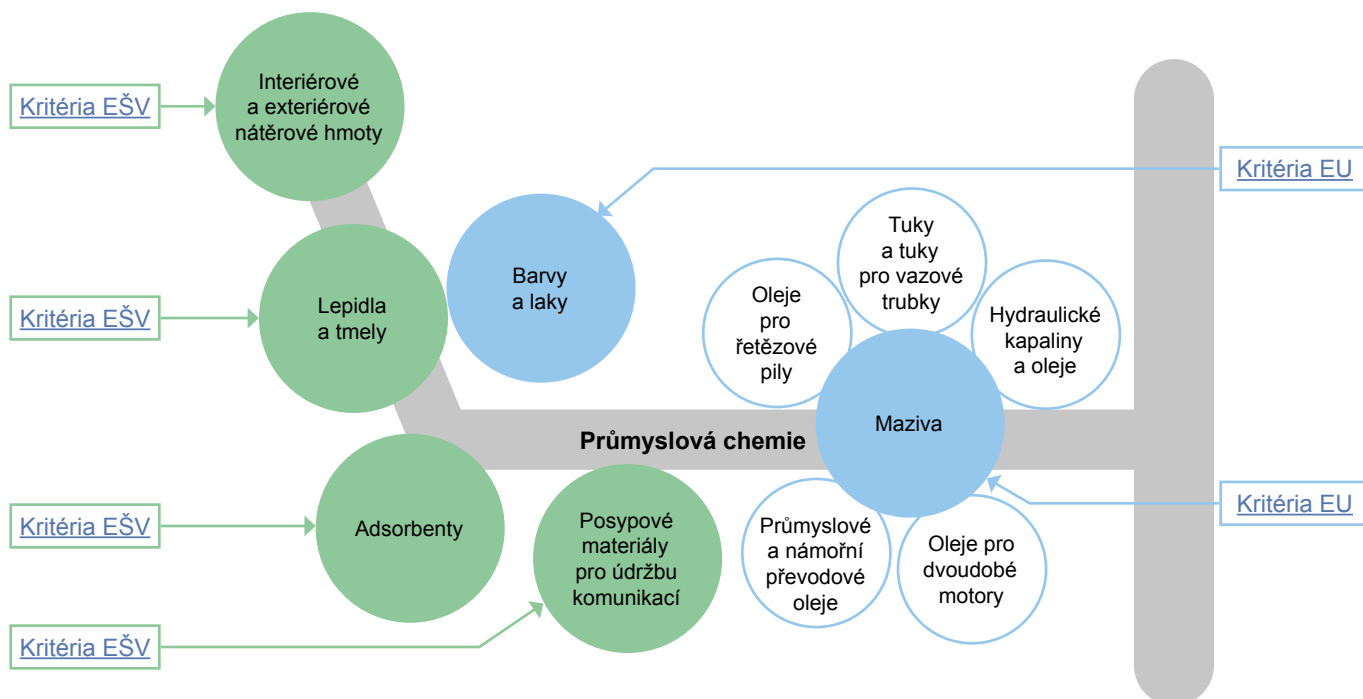 Kritéria EŠV
Interiérové
a exteriérové
nátěrové hmoty
Kritéria EU
Tuky
a tuky
pro vazové
trubky
Barvy
a laky
Kritéria EŠV
Lepidla
a tmely
Oleje
pro
řetězové
pily
Hydraulické
kapaliny
a oleje
Průmyslová chemie
Maziva
Kritéria EŠV
Adsorbenty
Posypové
materiály
pro údržbu
komunikací
Průmyslové
a námořní
převodové
oleje
Oleje pro
dvoudobé
motory
Kritéria EU
Kritéria EŠV